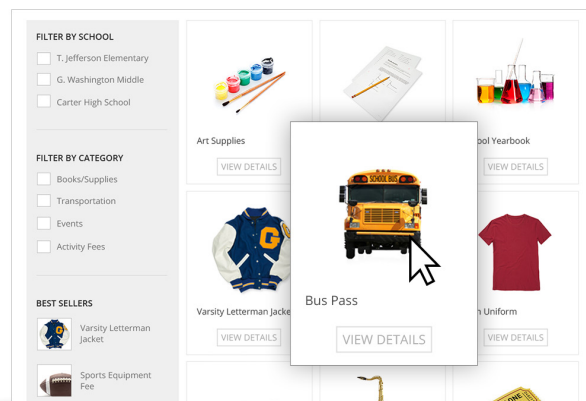 FILTER BY SCHOOL
T. Jefferson Elementary
G. Washington Middle
Carter High School
FILTER BY CATEGORY
Books/Supplies
Transportation
Events
Activity Fees
BEST SELLERS
Varsity Letterman
Jacket
Sports Equipment
Fee
Art Supplies
VIEW DETAILS
ool Yearbook
VIEW DETAILS
SCHOOL BUS
Bus Pass
VIEW DETAILS
G
Varsity Letterman Jacke
VIEW DETAILS
Uniform
VIEW DETAILS
ONE